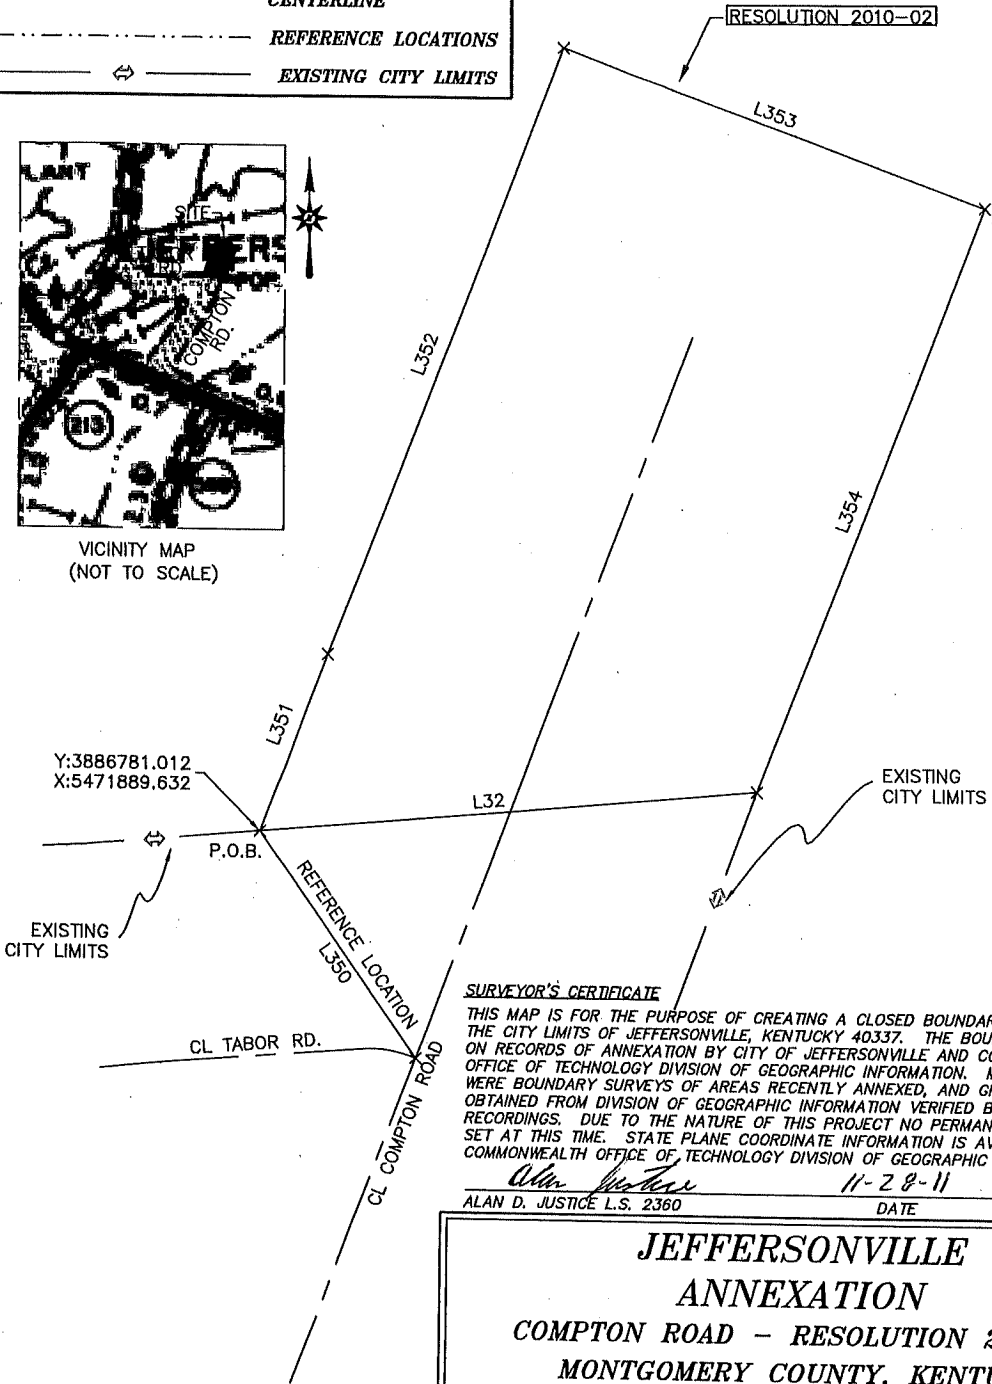 CENTERLINE
REFERENCE LOCATIONS
EXISTING CITY LIMITS
RESOLUTION 2010-02
L353
SITE
COMPTON
RD.
213
VICINITY MAP
(NOT TO SCALE)
L352
L354
L351
Y:3886781.012
X:5471889.632
L32
P.O.B.
EXISTING
CITY LIMITS
EXISTING
CITY LIMITS
REFERENCE LOCATION
L350
CL TABOR RD.
CL COMPTON ROAD
SURVEYOR'S CERTIFICATE
THIS MAP IS FOR THE PURPOSE OF CREATING A CLOSED BOUNDAR
THE CITY LIMITS OF JEFFERSONVILLE, KENTUCKY 40337. THE BOU
ON RECORDS OF ANNEXATION BY CITY OF JEFFERSONVILLE AND CO
OFFICE OF TECHNOLOGY DIVISION OF GEOGRAPHIC INFORMATION.
WERE BOUNDARY SURVEYS OF AREAS RECENTLY ANNEXED, AND G
OBTAINED FROM DIVISION OF GEOGRAPHIC INFORMATION VERIFIED B
RECORDINGS. DUE TO THE NATURE OF THIS PROJECT NO PERMAN
SET AT THIS TIME. STATE PLANE COORDINATE INFORMATION IS AV
COMMONWEALTH OFFICE OF TECHNOLOGY DIVISION OF GEOGRAPHIC
Alan Justice 11-28-11
ALAN D. JUSTICE L.S. 2360 DATE
JEFFERSONVILLE
ANNEXATION
COMPTON ROAD - RESOLUTION 2
MONTGOMERY COUNTY, KENTU